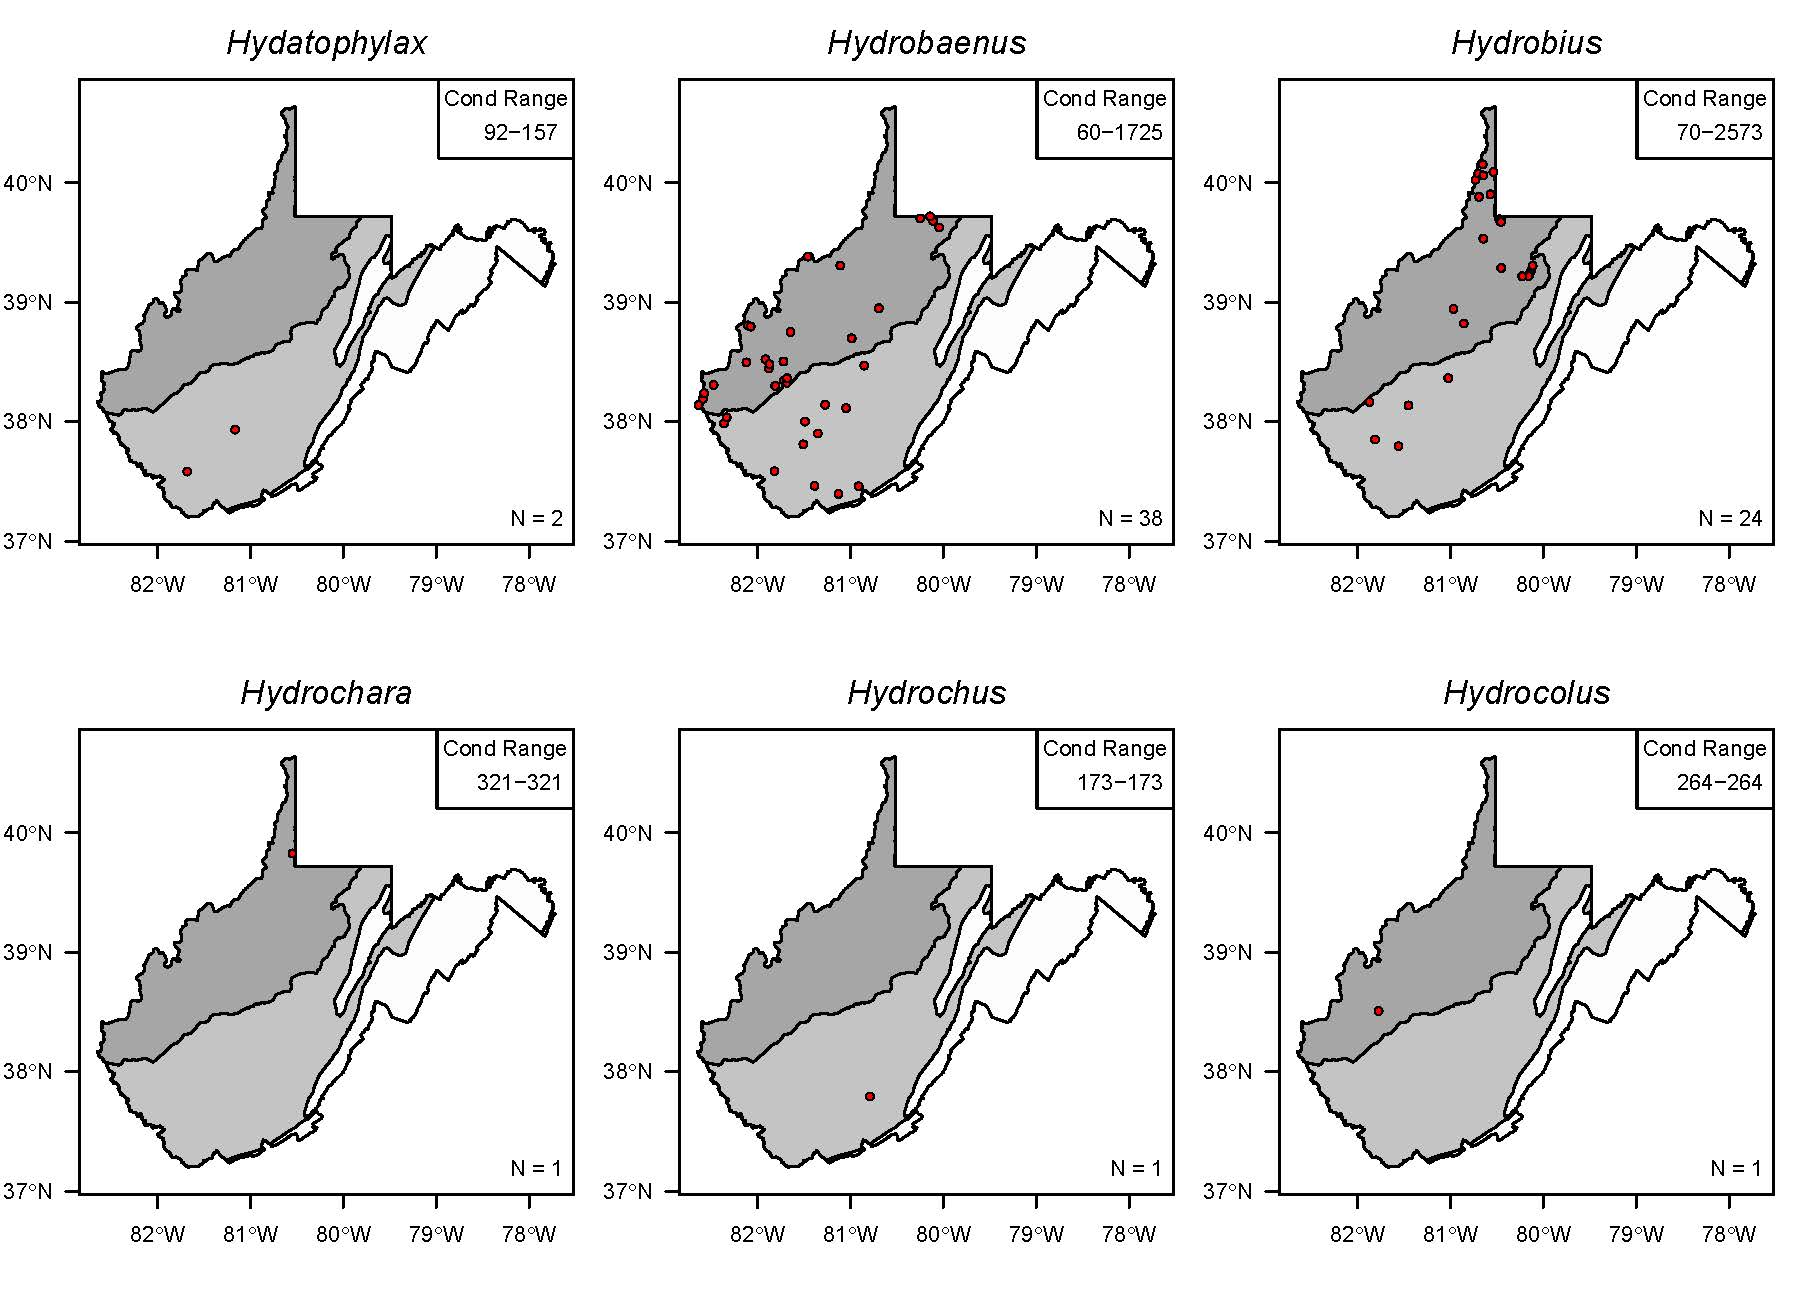 Hydatophylax
Hydrobaenus
Hydrobius
Cond Range
92−157
Cond Range
60−1725
Cond Range
70−2573
40°N
39°N
38°N
37°N
40°N
39°N
38°N
37°N
40°N
39°N
38°N
37°N
N = 2
N = 38
N = 24
82°W 81°W 80°W 79°W 78°W
82°W 81°W 80°W 79°W 78°W
82°W 81°W 80°W 79°W 78°W
Hydrochara
Hydrochus
Hydrocolus
Cond Range
321−321
Cond Range
173−173
Cond Range
264−264
40°N
39°N
38°N
37°N
40°N
39°N
38°N
37°N
40°N
39°N
38°N
37°N
N = 1
N = 1
N = 1
82°W 81°W 80°W 79°W 78°W
82°W 81°W 80°W 79°W 78°W
82°W 81°W 80°W 79°W 78°W